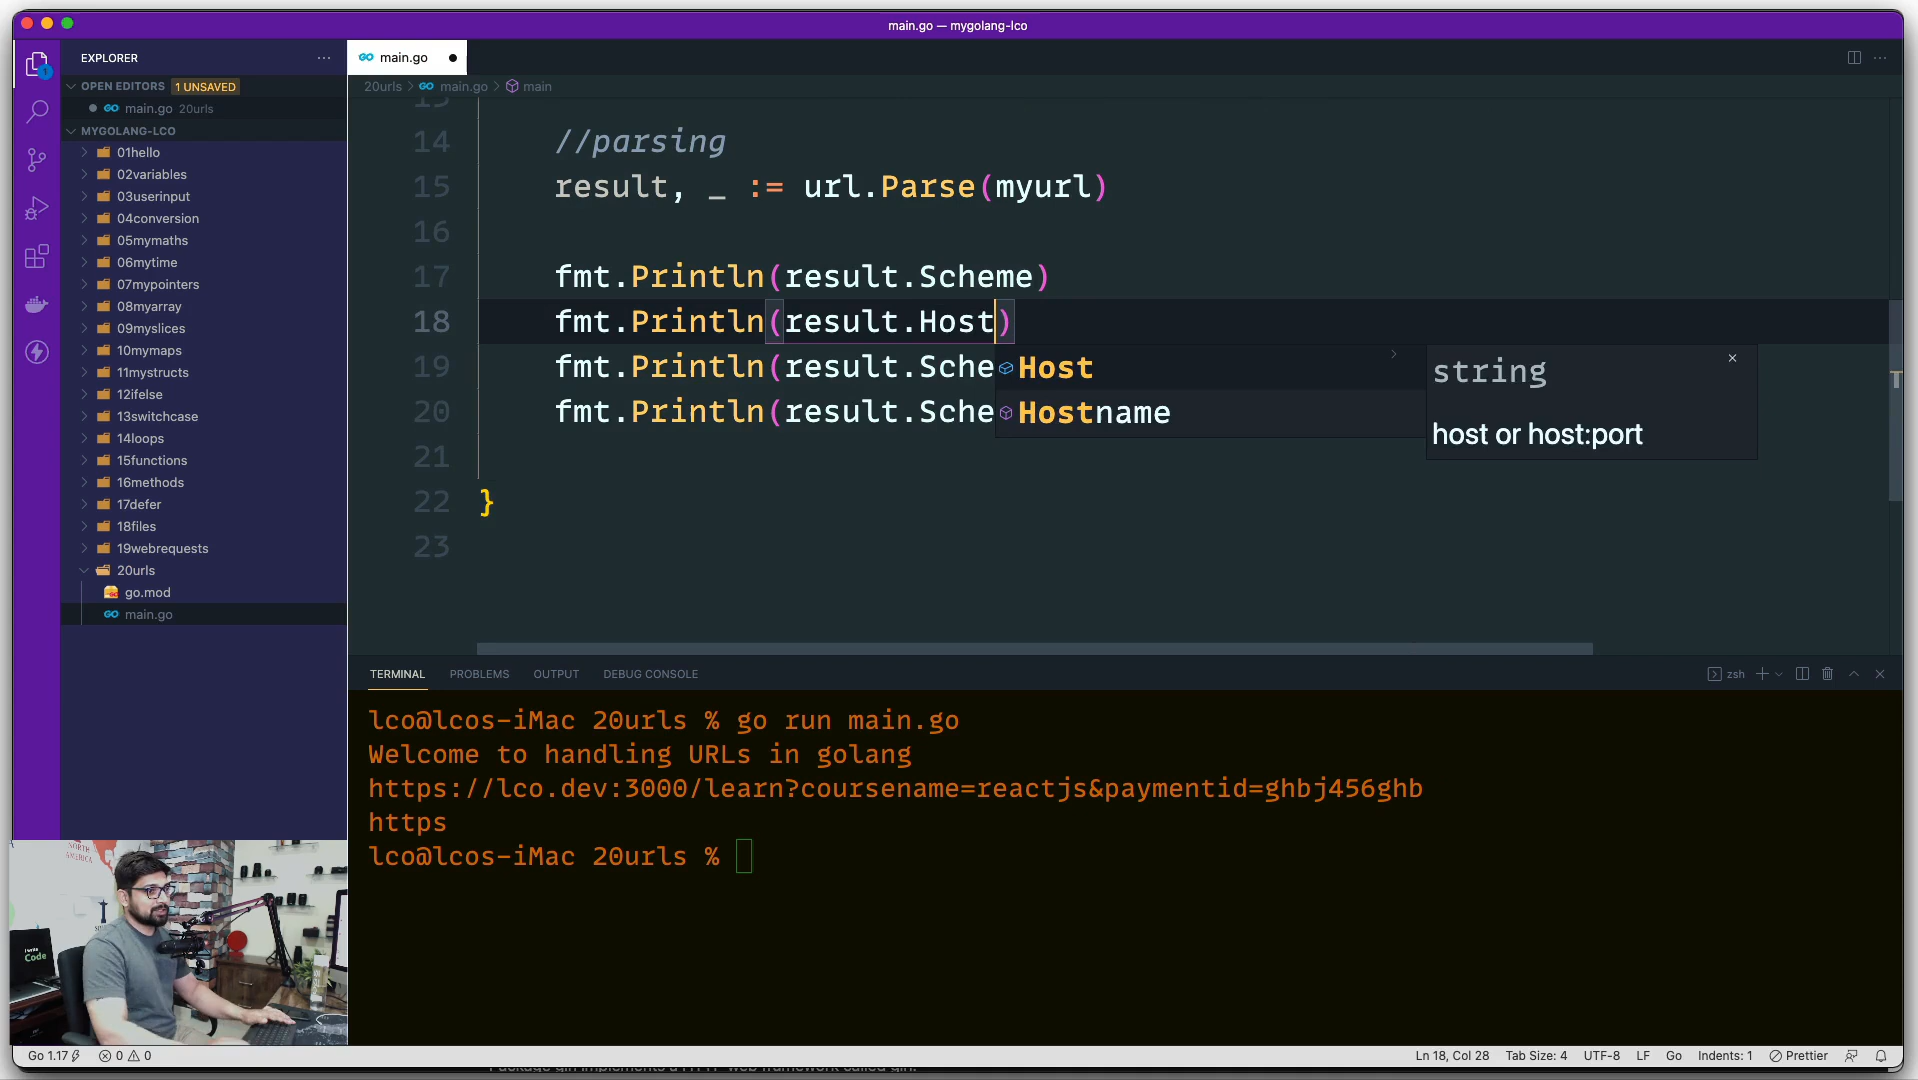 main.go — mygolang-lco
EXPLORER
OPEN EDITORS 1 UNSAVED
main.go 20urls
MYGOLANG-LCO
01hello
02variables
03userinput
04conversion
05mymaths
06mytime
07mypointers
08myarray
09myslices
10mymaps
11mystructs
12ifelse
13switchcase
14loops
15functions
16methods
17defer
18files
19webrequests
20urls
go.mod
main.go
main.go
20urls > main.go > main
14 //parsing
15 result, _ := url.Parse(myurl)
16
17 fmt.Println(result.Scheme)
18 fmt.Println(result.Host)
19 fmt.Println(result.Sche
20 fmt.Println(result.Sche
21
22 }
23
Host
Hostname
string
host or host:port
TERMINAL PROBLEMS OUTPUT DEBUG CONSOLE
zsh
lco@lcos-iMac 20urls % go run main.go
Welcome to handling URLs in golang
https://lco.dev:3000/learn?coursename=reactjs&paymentid=ghbj456ghb
https
lco@lcos-iMac 20urls %
NORTH
AMERICA
Code
Go 1.17 0 0
Ln 18, Col 28 Tab Size: 4 UTF-8 LF Go Indents: 1 Prettier